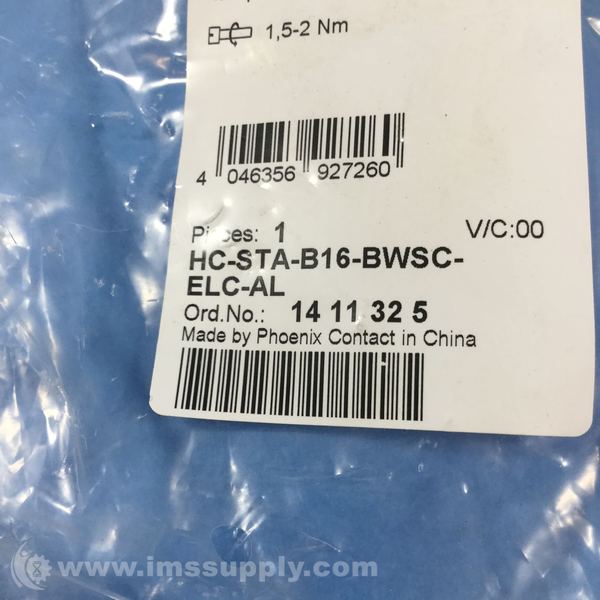 1,5-2 Nm
4 046356 927260
Pieces: 1 V/C:00
HC-STA-B16-BWSC-
ELC-AL
Ord.No.: 14 11 32 5
Made by Phoenix Contact in China
www.imssupply.com